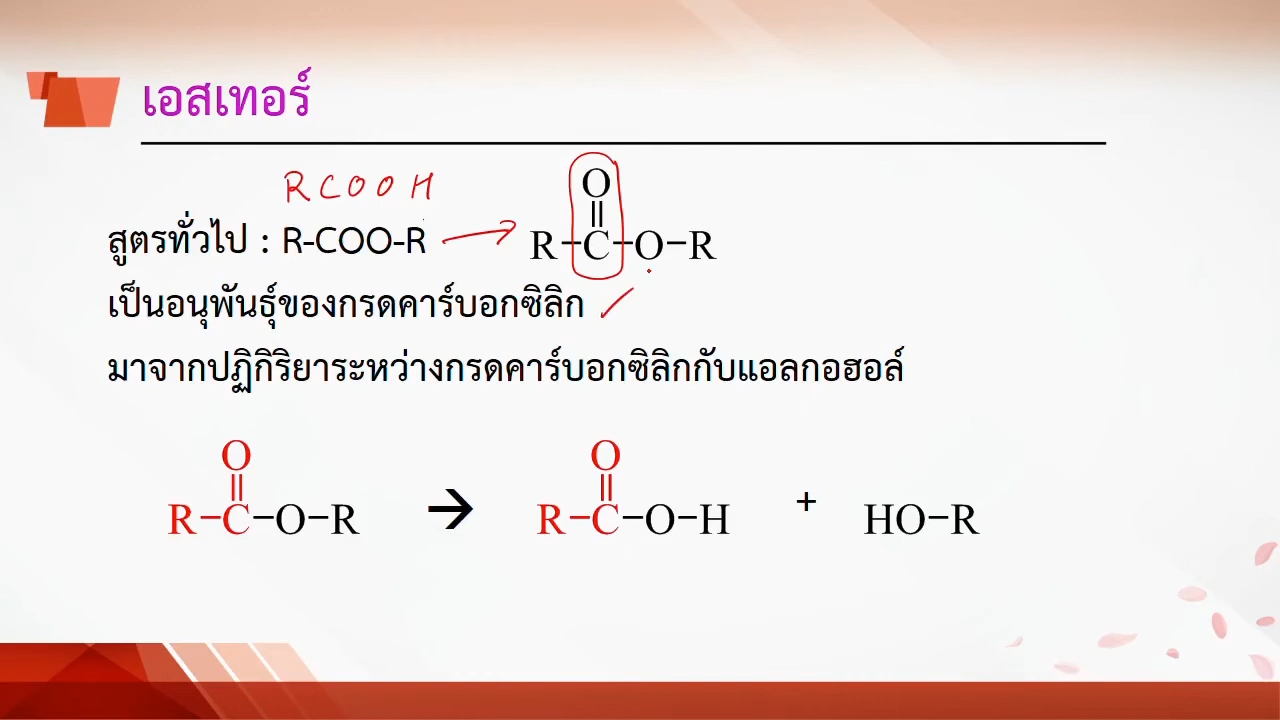 เอสเทอร์
RCOOH
สูตรทั่วไป : R-COO-R → R-C-O-R
O
เป็นอนุพันธุ์ของกรดคาร์บอกซิลิก ✓
มาจากปฏิกิริยาระหว่างกรดคาร์บอกซิลิกกับแอลกอฮอล์
O O
R-C-O-R → R-C-O-H + HO-R